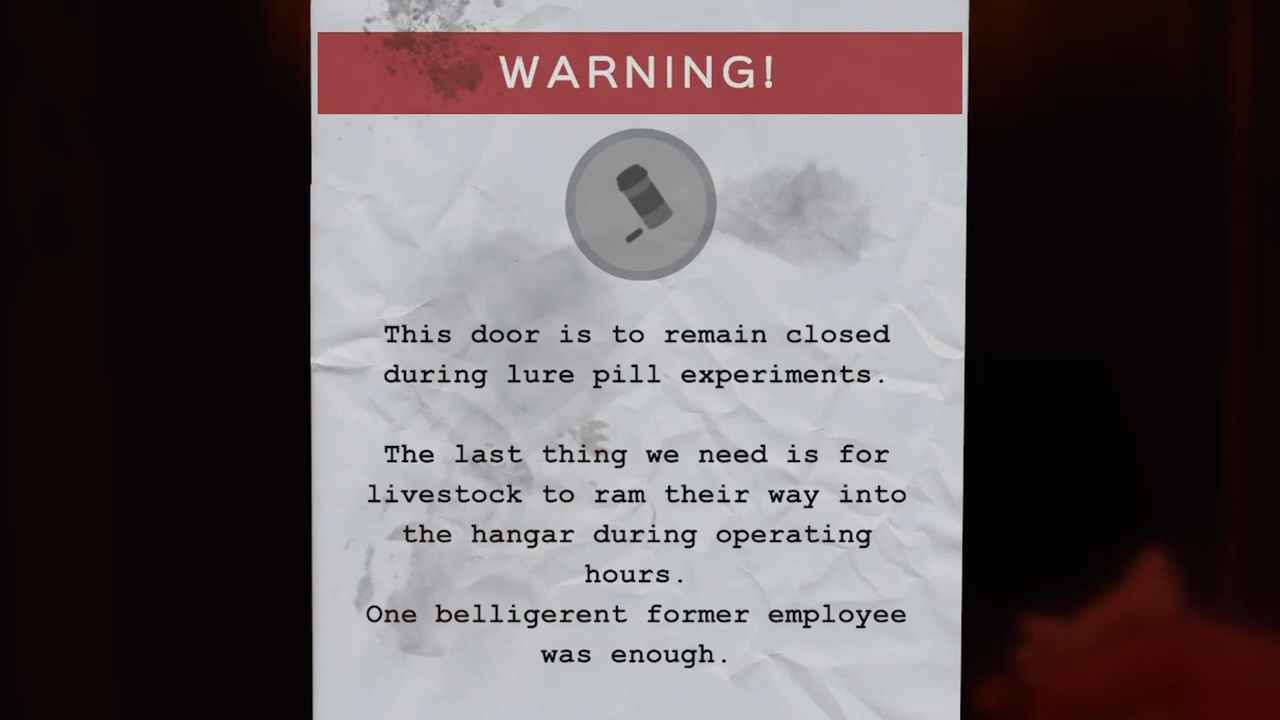 WARNING!
This door is to remain closed
during lure pill experiments.
The last thing we need is for
livestock to ram their way into
the hangar during operating
hours.
One belligerent former employee
was enough.